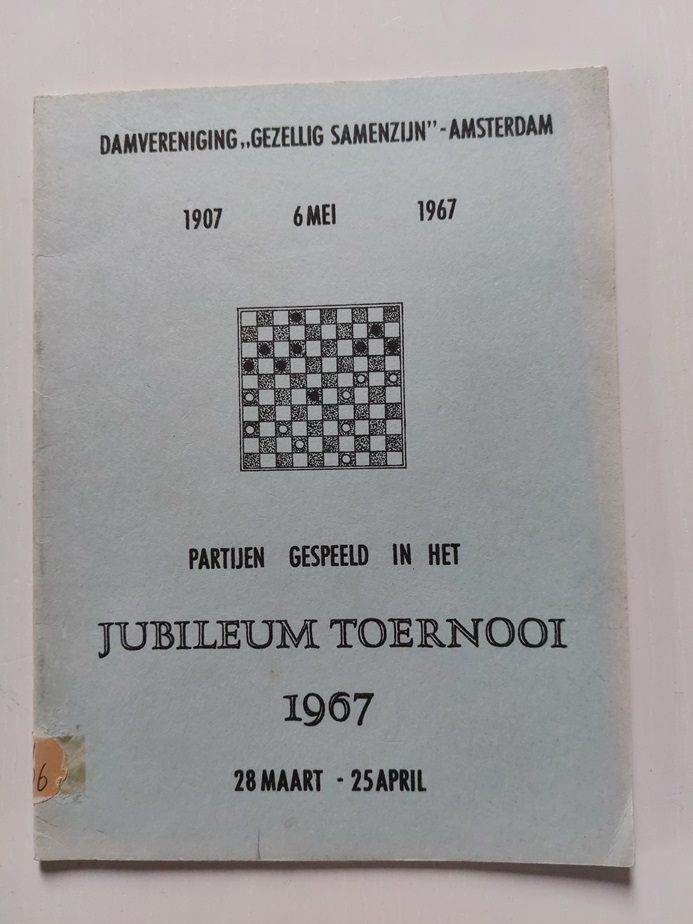 DAMVERENIGING „GEZELLIG SAMENZIJN”-AMSTERDAM
1907 6 MEI 1967
PARTIJEN GESPEELD IN HET
JUBILEUM TOERNOOI
1967
28 MAART - 25 APRIL